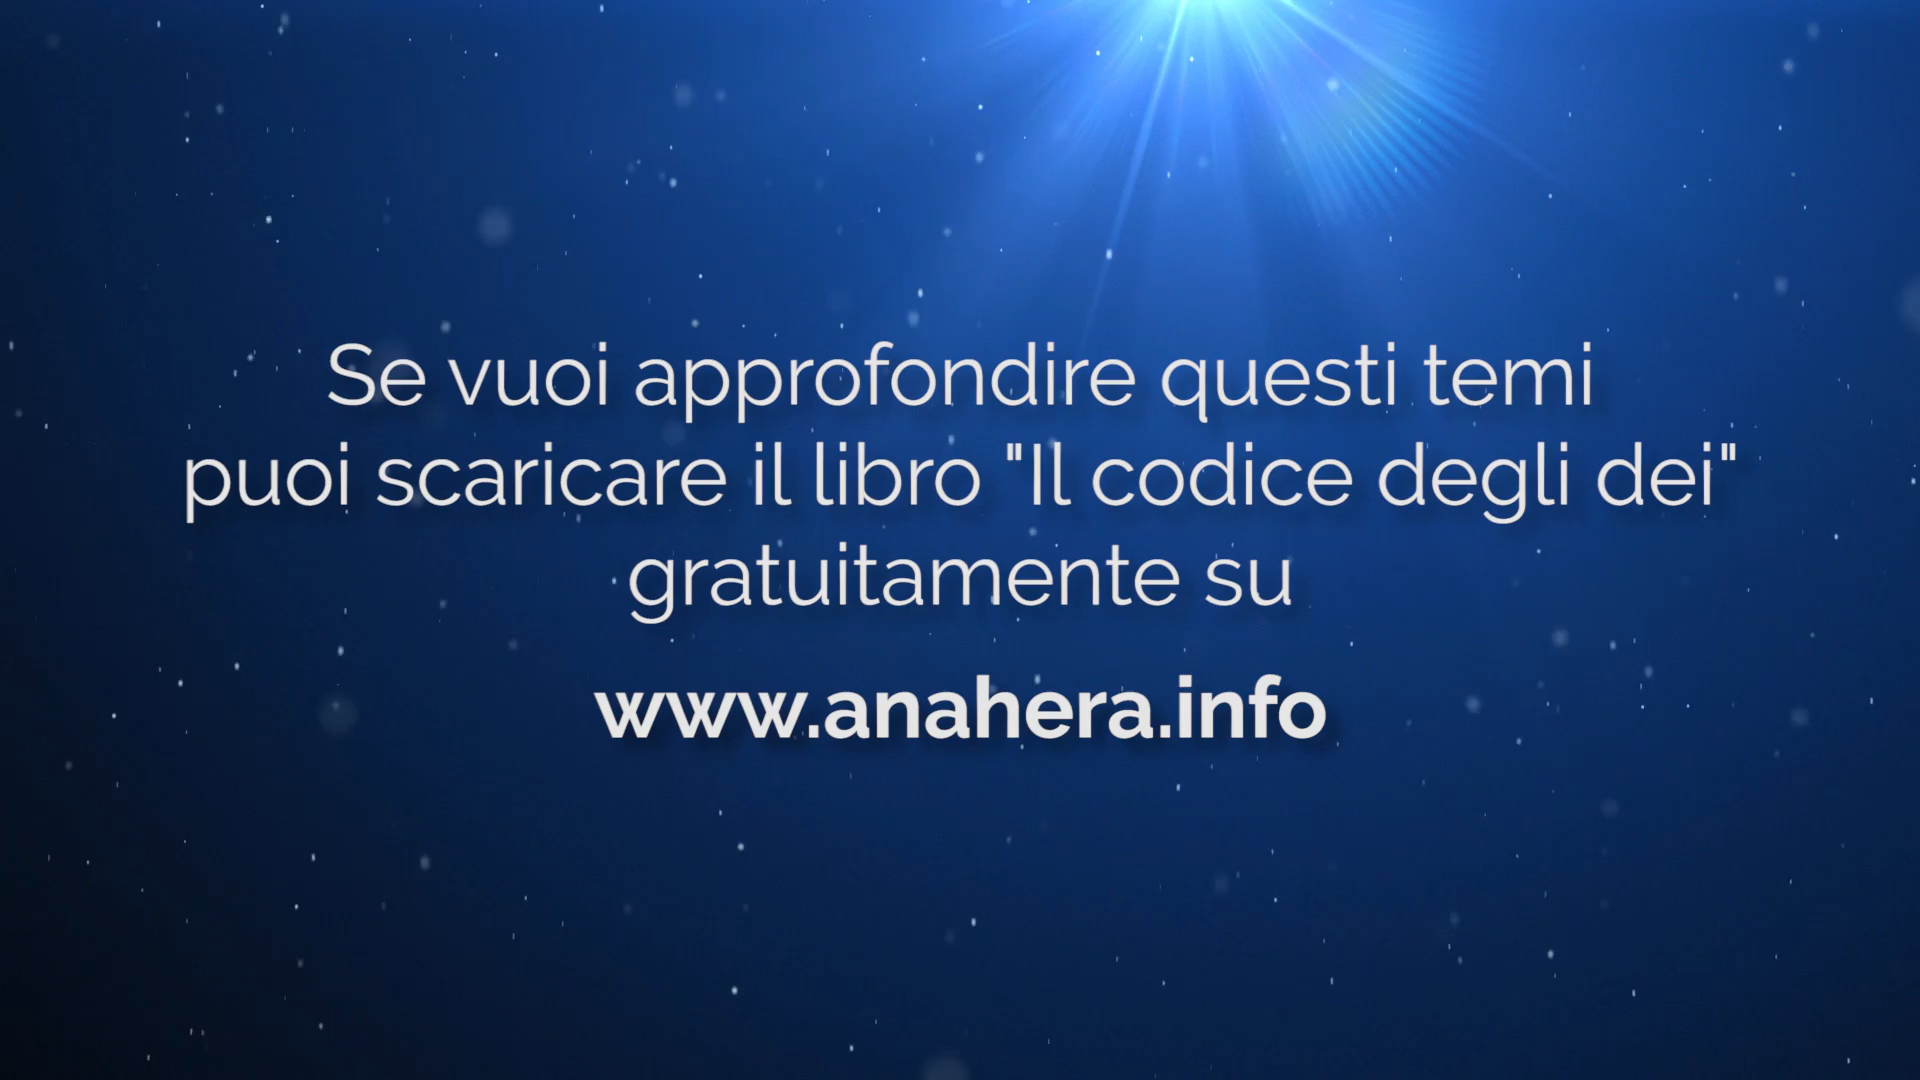 Se vuoi approfondire questi temi
puoi scaricare il libro "Il codice degli dei"
gratuitamente su
www.anahera.info